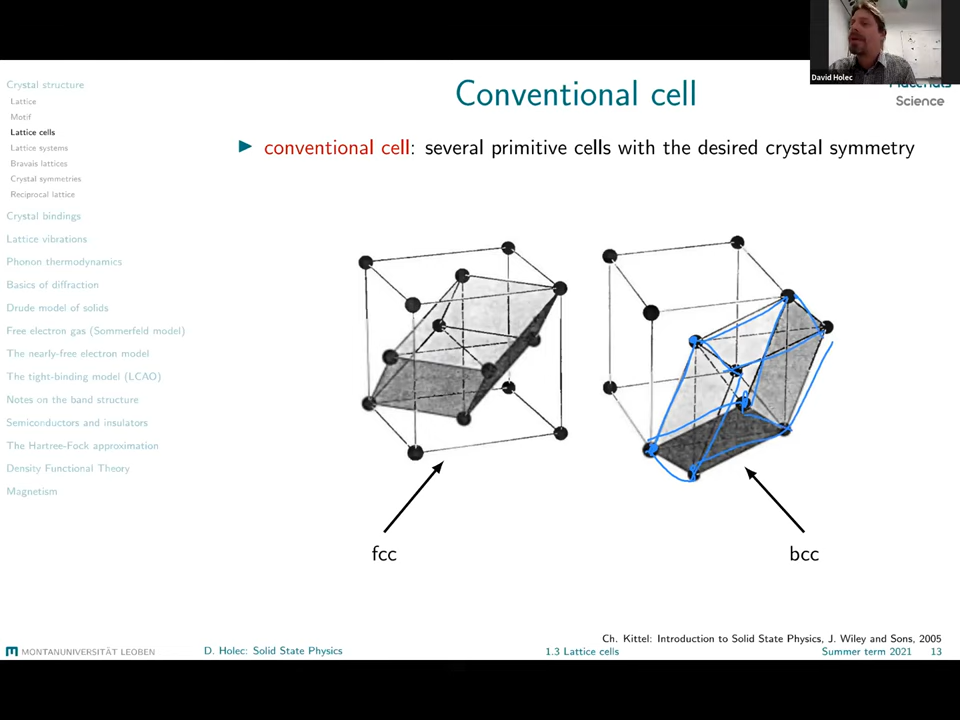 David Holec
Materials
Science
Crystal structure
Lattice
Motif
Lattice cells
Lattice systems
Bravais lattices
Crystal symmetries
Reciprocal lattice
Crystal bindings
Lattice vibrations
Phonon thermodynamics
Basics of diffraction
Drude model of solids
Free electron gas (Sommerfeld model)
The nearly-free electron model
The tight-binding model (LCAO)
Notes on the band structure
Semiconductors and insulators
The Hartree-Fock approximation
Density Functional Theory
Magnetism
Conventional cell
conventional cell: several primitive cells with the desired crystal symmetry
fcc
bcc
Ch. Kittel: Introduction to Solid State Physics, J. Wiley and Sons, 2005
MONTANUNIVERSITÄT LEOBEN
D. Holec: Solid State Physics
1.3 Lattice cells
Summer term 2021 13